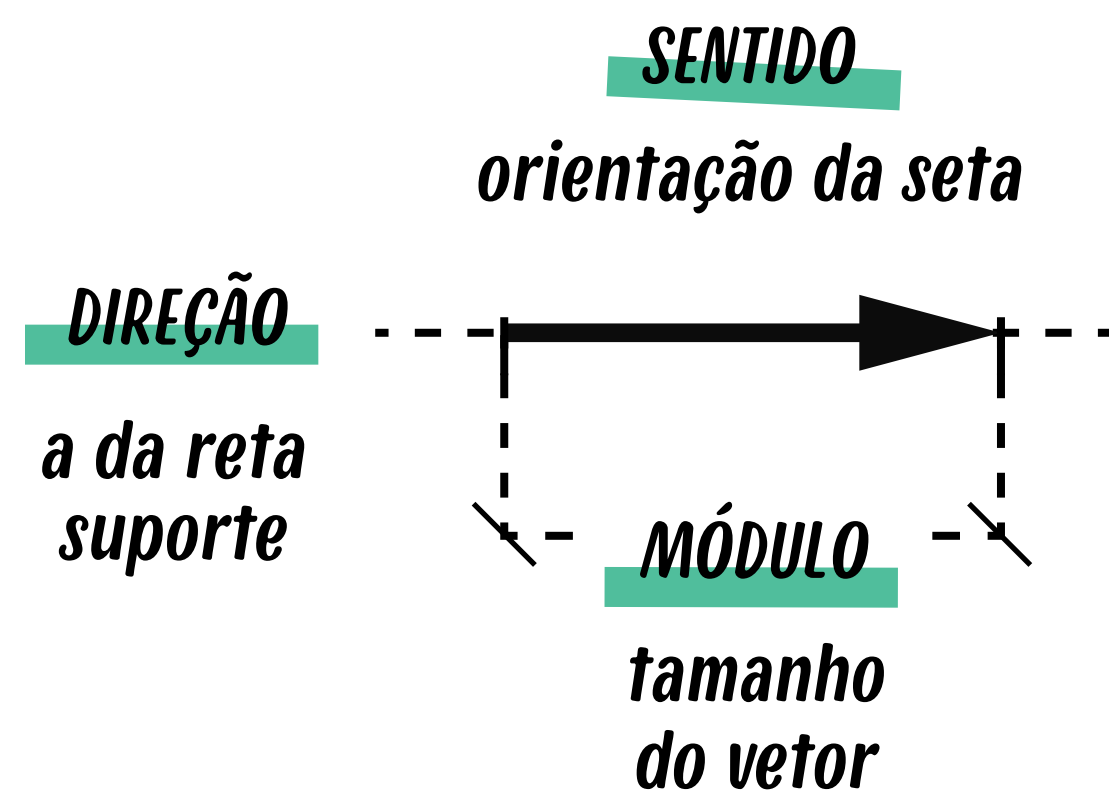 SENTIDO
orientação da seta
DIREÇÃO
a da reta
suporte
MÓDULO
tamanho
do vetor